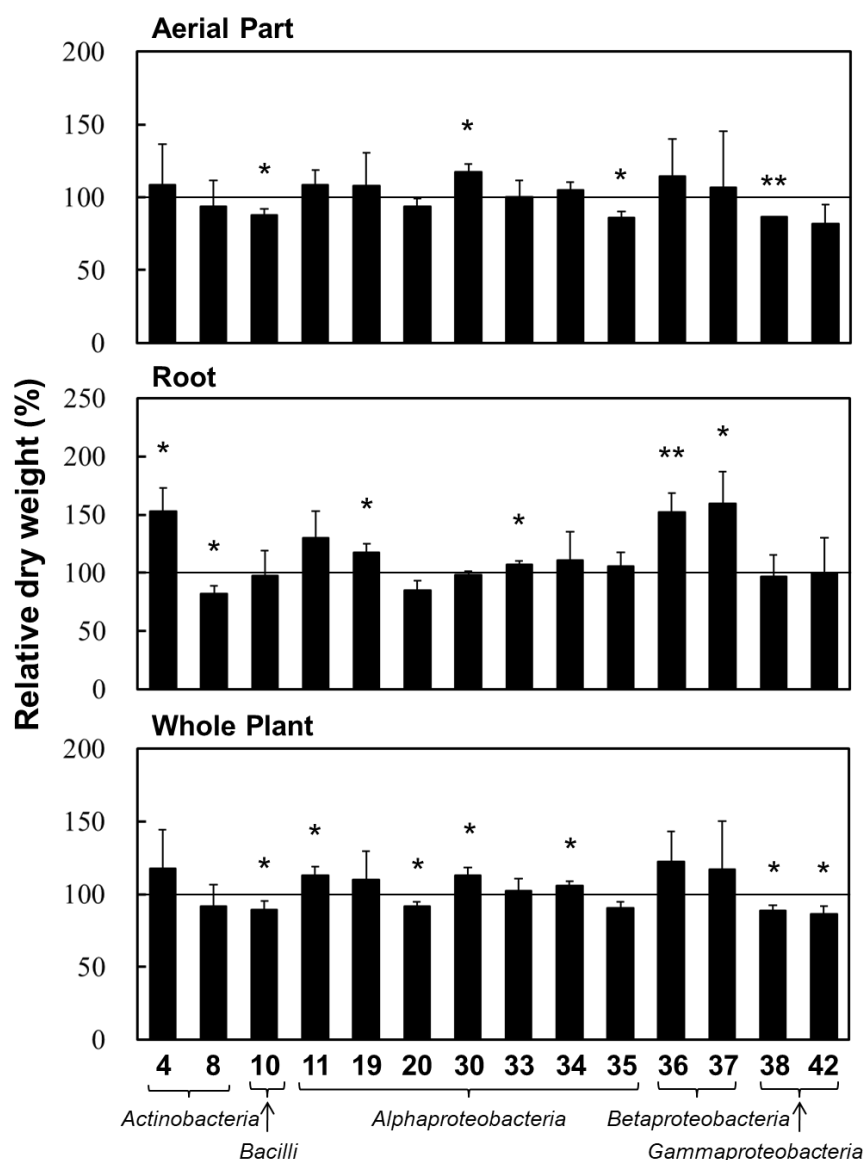 Aerial Part
200
150
100
50
0
* * * **
Root
250
200
150
100
50
0
* * * * ** *
Whole Plant
200
150
100
50
0
* * * * * * *
Relative dry weight (%)
4 8 10 11 19 20 30 33 34 35 36 37 38 42
Actinobacteria Alphaproteobacteria Betaproteobacteria
Bacilli Gammaproteobacteria